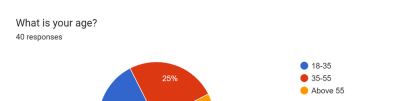 What is your age?
40 responses
25%
18-35
35-55
Above 55